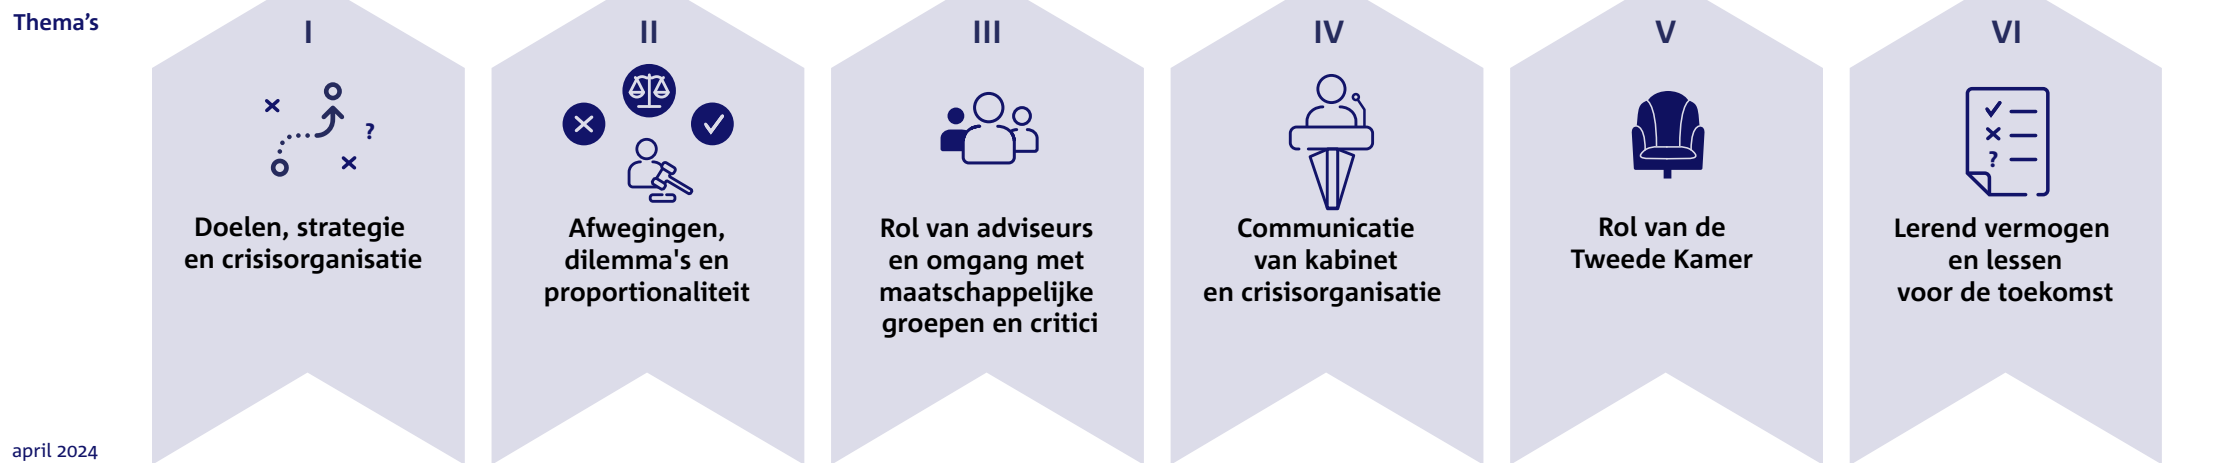 Thema’s
I
Doelen, strategie
en crisisorganisatie
II
Afwegingen,
dilemma's en
proportionaliteit
III
Rol van adviseurs
en omgang met
maatschappelijke
groepen en critici
IV
Communicatie
van kabinet
en crisisorganisatie
V
Rol van de
Tweede Kamer
VI
Lerend vermogen
en lessen
voor de toekomst
april 2024